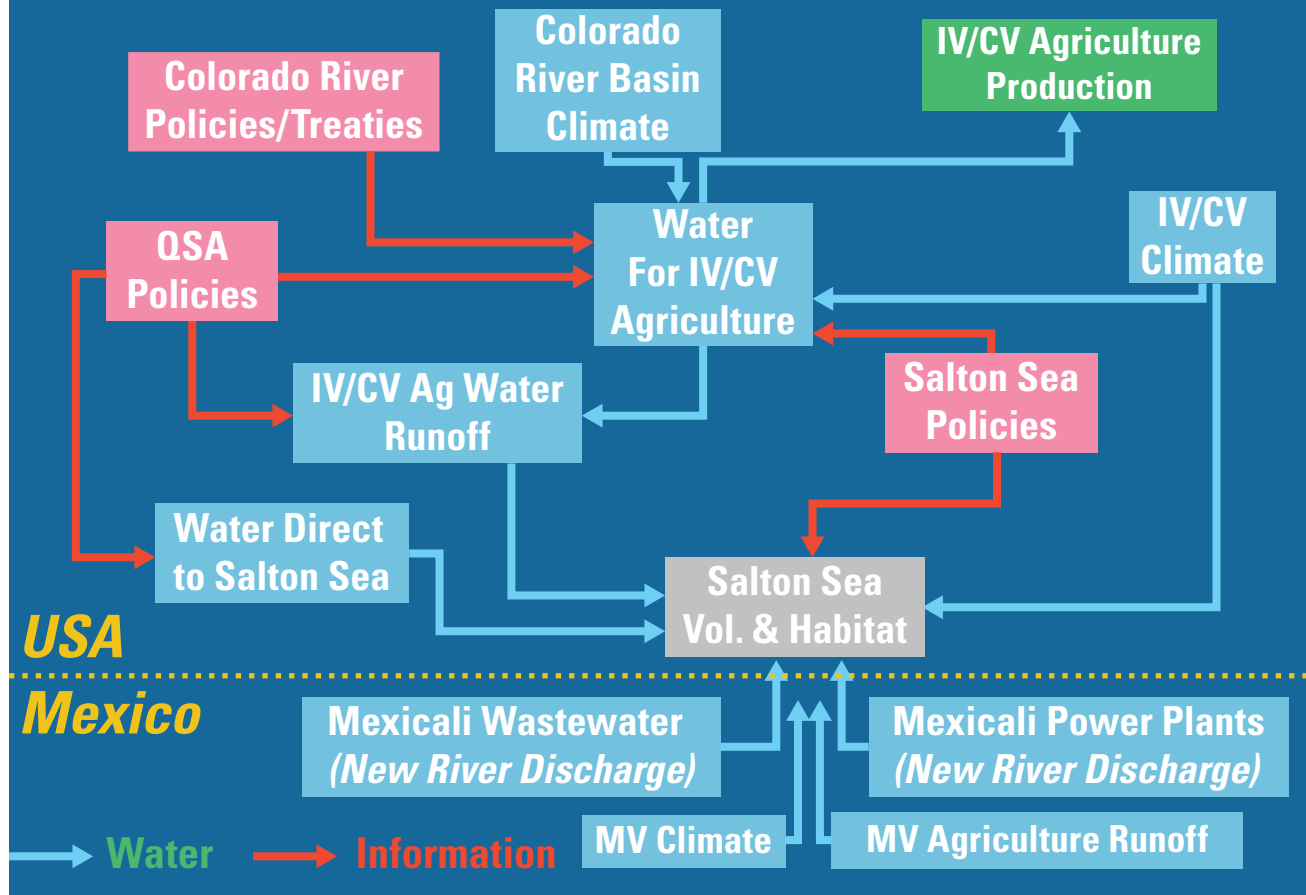 Colorado River
Policies/Treaties
Colorado
River Basin
Climate
IV/CV Agriculture
Production
QSA
Policies
Water
For IV/CV
Agriculture
IV/CV
Climate
IV/CV Ag Water
Runoff
Salton Sea
Policies
Water Direct
to Salton Sea
Salton Sea
Vol. & Habitat
USA
Mexico
Mexicali Wastewater
(New River Discharge)
Mexicali Power Plants
(New River Discharge)
MV Climate
MV Agriculture Runoff
Water
Information